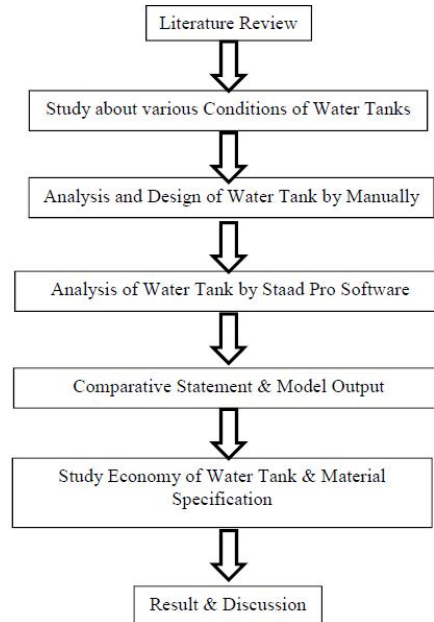 Literature Review
Study about various Conditions of Water Tanks
Analysis and Design of Water Tank by Manually
Analysis of Water Tank by Staad Pro Software
Comparative Statement & Model Output
Study Economy of Water Tank & Material
Specification
Result & Discussion